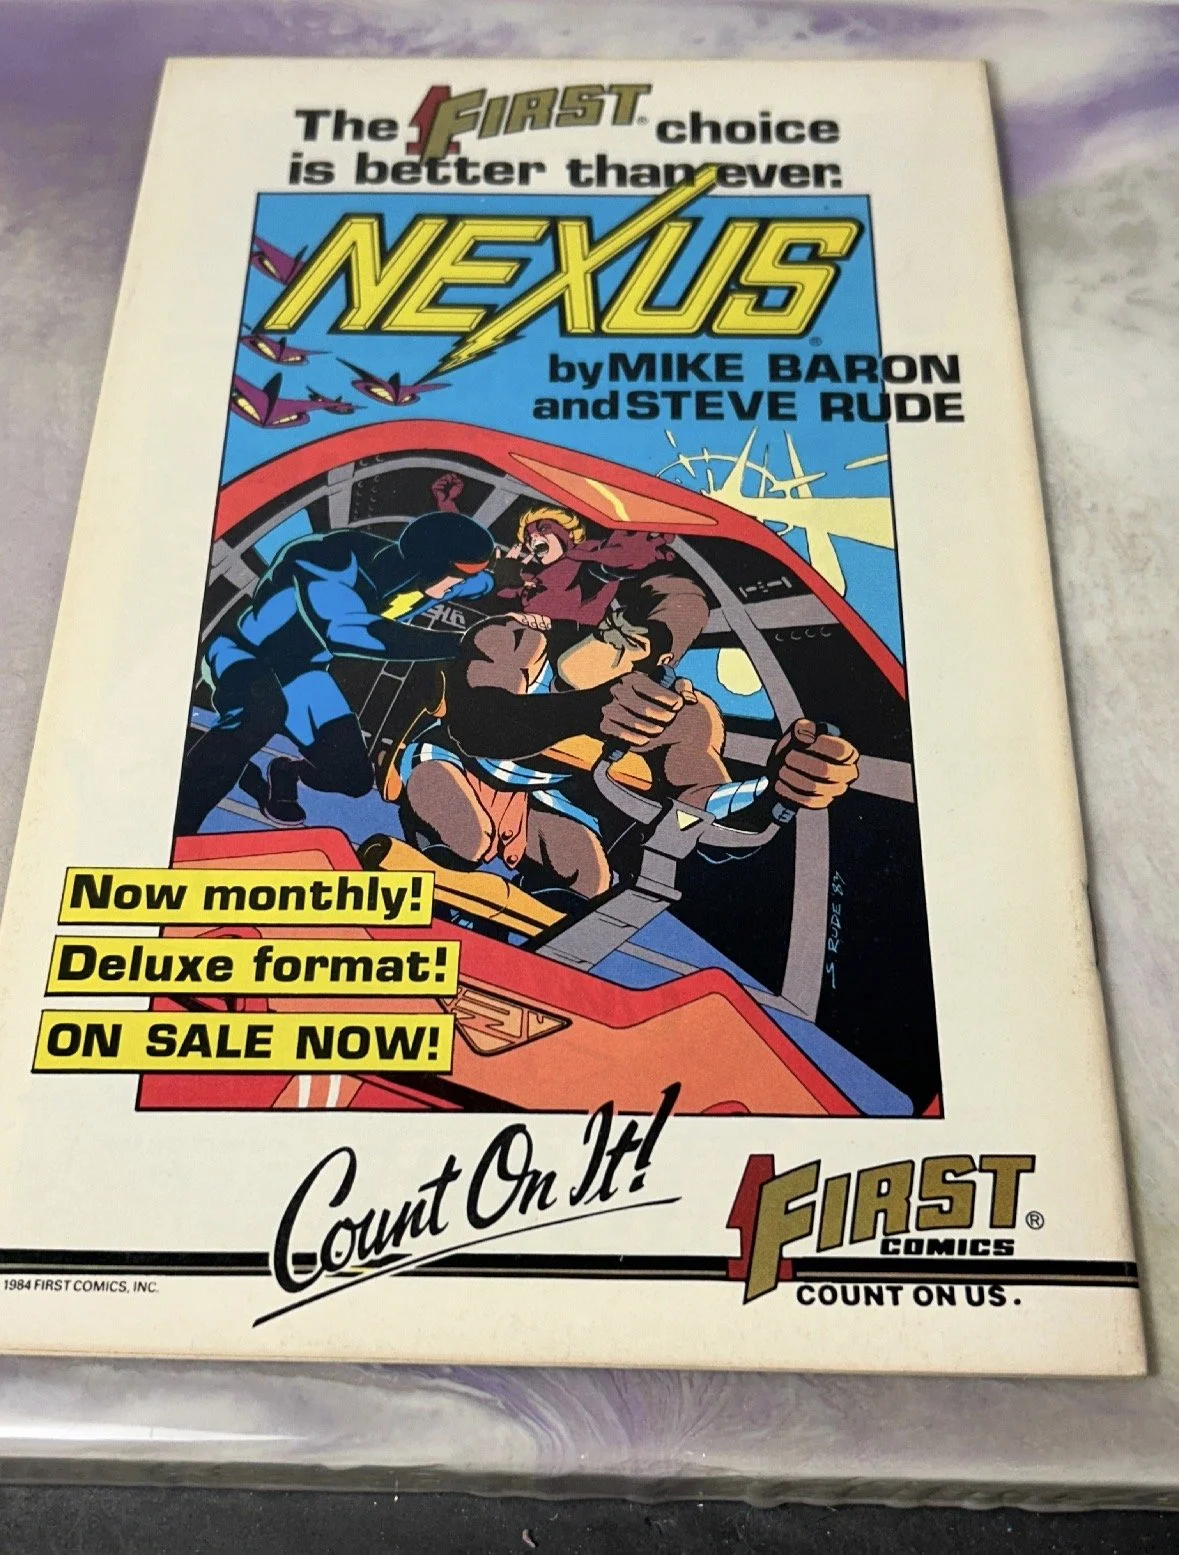 The FIRST® choice
is better than ever.
NEXUS®
by MIKE BARON
and STEVE RUDE
S. RUDE '84
Now monthly!
Deluxe format!
ON SALE NOW!
Count On It!
FIRST®
COMICS
1984 FIRST COMICS, INC.
COUNT ON US.